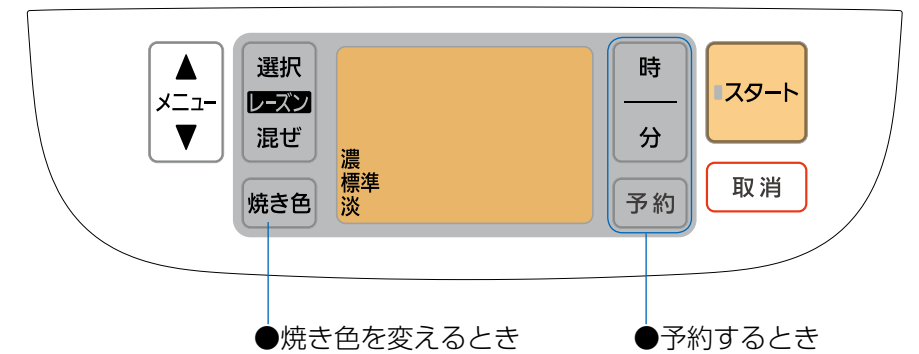 ▲
メニュー
▼
選択
レーズン
混ぜ
焼き色
濃
標準
淡
時
分
予約
スタート
取消
●焼き色を変えるとき
●予約するとき